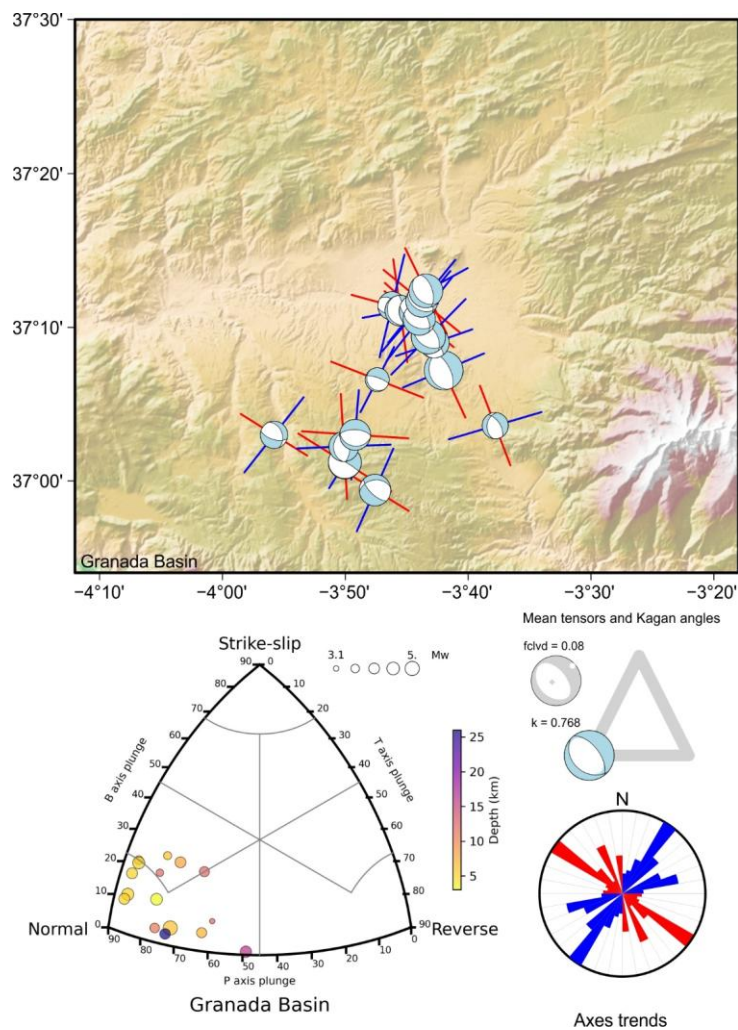 37°30'
37°20'
37°10'
37°00'
Granada Basin
−4°10' −4°00' −3°50' −3°40' −3°30' −3°20'
Mean tensors and Kagan angles
fclvd = 0.08
k = 0.768
Strike-slip
3.1 5. Mw
90 0
80 10
70 20
60 30
50 40
40 50
30 60
20 70
10 80
0 90
B axis plunge
T axis plunge
Normal
Reverse
90 80 70 60 50 40 30 20 10 0
P axis plunge
Granada Basin
25
20
15
10
5
Depth (km)
N
Axes trends